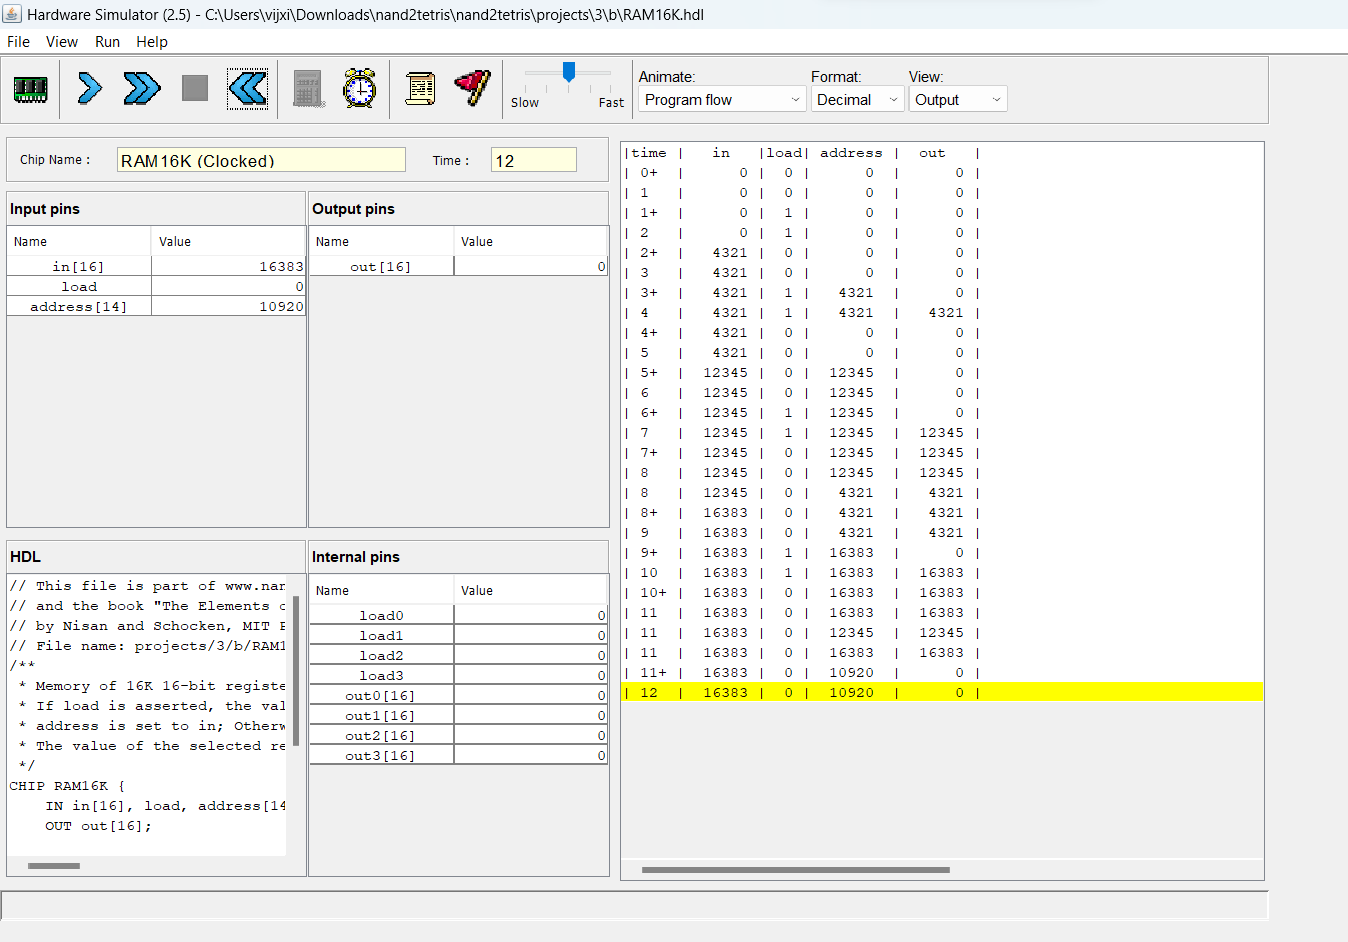 Hardware Simulator (2.5) - C:\Users\vijxi\Downloads\nand2tetris\nand2tetris\projects\3\b\RAM16K.hdl
File View Run Help
Slow Fast
Animate: Format: View:
Program flow Decimal Output
Chip Name : RAM16K (Clocked) Time : 12
Input pins
Name Value
in[16] 16383
load 0
address[14] 10920
Output pins
Name Value
out[16] 0
HDL
// This file is part of www.nan
// and the book "The Elements o
// by Nisan and Schocken, MIT P
// File name: projects/3/b/RAM1
/**
* Memory of 16K 16-bit registe
* If load is asserted, the val
* address is set to in; Otherw
* The value of the selected re
*/
CHIP RAM16K {
IN in[16], load, address[14
OUT out[16];
Internal pins
Name Value
load0 0
load1 0
load2 0
load3 0
out0[16] 0
out1[16] 0
out2[16] 0
out3[16] 0
|time | in |load| address | out |
| 0+ | 0 | 0 | 0 | 0 |
| 1 | 0 | 0 | 0 | 0 |
| 1+ | 0 | 1 | 0 | 0 |
| 2 | 0 | 1 | 0 | 0 |
| 2+ | 4321 | 0 | 0 | 0 |
| 3 | 4321 | 0 | 0 | 0 |
| 3+ | 4321 | 1 | 4321 | 0 |
| 4 | 4321 | 1 | 4321 | 4321 |
| 4+ | 4321 | 0 | 0 | 0 |
| 5 | 4321 | 0 | 0 | 0 |
| 5+ | 12345 | 0 | 12345 | 0 |
| 6 | 12345 | 0 | 12345 | 0 |
| 6+ | 12345 | 1 | 12345 | 0 |
| 7 | 12345 | 1 | 12345 | 12345 |
| 7+ | 12345 | 0 | 12345 | 12345 |
| 8 | 12345 | 0 | 12345 | 12345 |
| 8 | 12345 | 0 | 4321 | 4321 |
| 8+ | 16383 | 0 | 4321 | 4321 |
| 9 | 16383 | 0 | 4321 | 4321 |
| 9+ | 16383 | 1 | 16383 | 0 |
| 10 | 16383 | 1 | 16383 | 16383 |
| 10+ | 16383 | 0 | 16383 | 16383 |
| 11 | 16383 | 0 | 16383 | 16383 |
| 11 | 16383 | 0 | 12345 | 12345 |
| 11 | 16383 | 0 | 16383 | 16383 |
| 11+ | 16383 | 0 | 10920 | 0 |
| 12 | 16383 | 0 | 10920 | 0 |